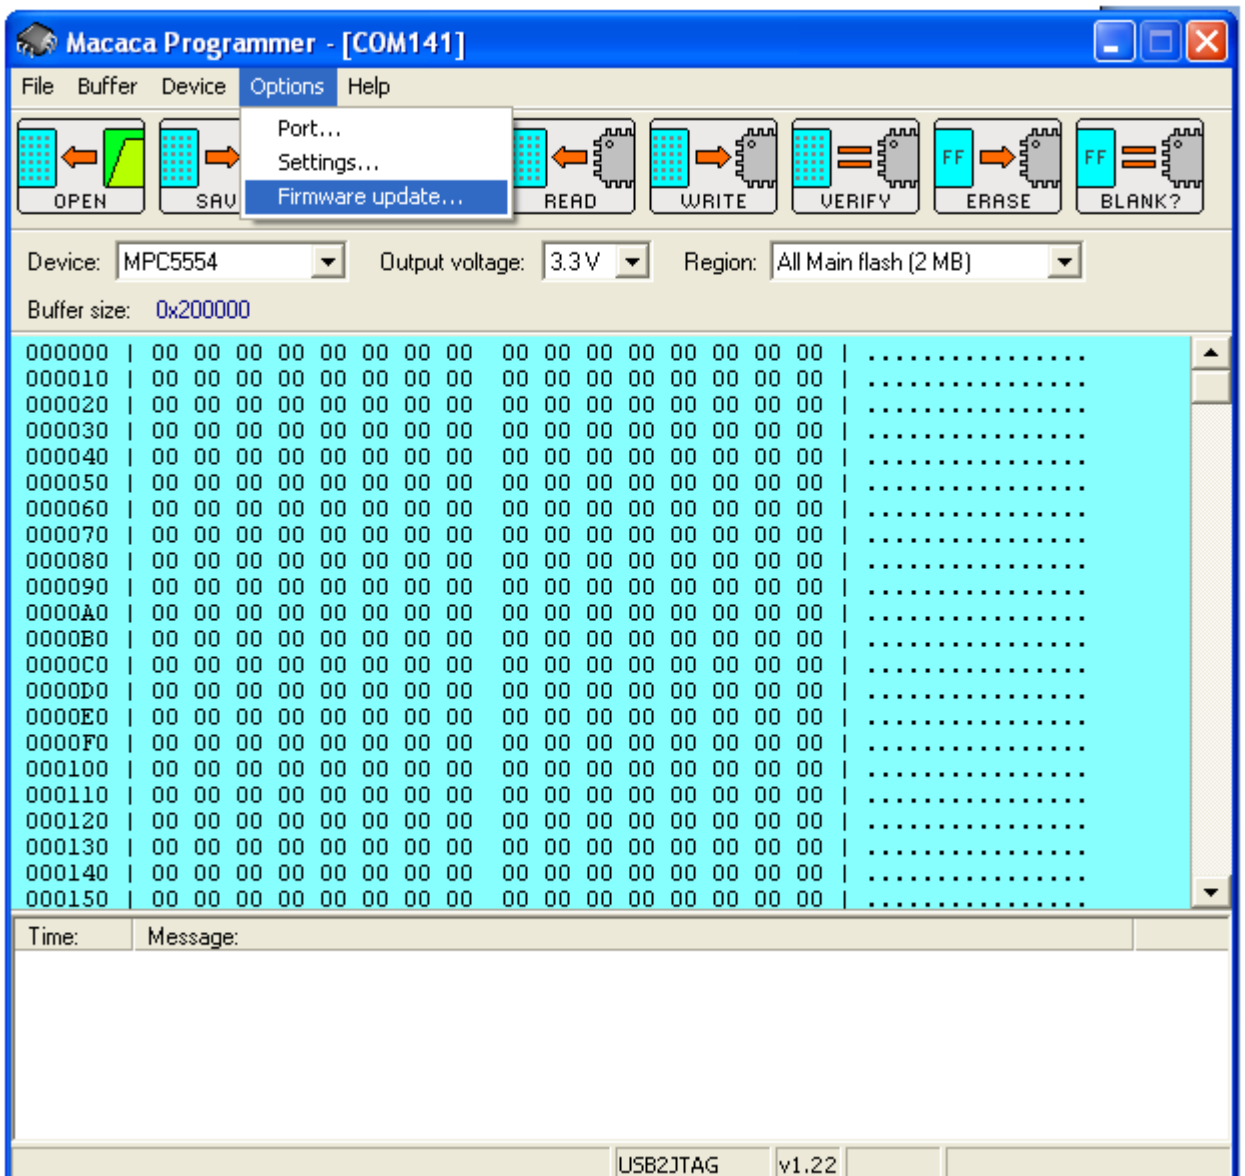 Macaca Programmer - [COM141]
File Buffer Device Options Help
Port...
Settings...
Firmware update...
OPEN SAV READ WRITE VERIFY FF ERASE FF BLANK?
Device: MPC5554 Output voltage: 3.3 V Region: All Main flash (2 MB)
Buffer size: 0x200000
000000 | 00 00 00 00 00 00 00 00 00 00 00 00 00 00 00 00 | ................
000010 | 00 00 00 00 00 00 00 00 00 00 00 00 00 00 00 00 | ................
000020 | 00 00 00 00 00 00 00 00 00 00 00 00 00 00 00 00 | ................
000030 | 00 00 00 00 00 00 00 00 00 00 00 00 00 00 00 00 | ................
000040 | 00 00 00 00 00 00 00 00 00 00 00 00 00 00 00 00 | ................
000050 | 00 00 00 00 00 00 00 00 00 00 00 00 00 00 00 00 | ................
000060 | 00 00 00 00 00 00 00 00 00 00 00 00 00 00 00 00 | ................
000070 | 00 00 00 00 00 00 00 00 00 00 00 00 00 00 00 00 | ................
000080 | 00 00 00 00 00 00 00 00 00 00 00 00 00 00 00 00 | ................
000090 | 00 00 00 00 00 00 00 00 00 00 00 00 00 00 00 00 | ................
0000A0 | 00 00 00 00 00 00 00 00 00 00 00 00 00 00 00 00 | ................
0000B0 | 00 00 00 00 00 00 00 00 00 00 00 00 00 00 00 00 | ................
0000C0 | 00 00 00 00 00 00 00 00 00 00 00 00 00 00 00 00 | ................
0000D0 | 00 00 00 00 00 00 00 00 00 00 00 00 00 00 00 00 | ................
0000E0 | 00 00 00 00 00 00 00 00 00 00 00 00 00 00 00 00 | ................
0000F0 | 00 00 00 00 00 00 00 00 00 00 00 00 00 00 00 00 | ................
000100 | 00 00 00 00 00 00 00 00 00 00 00 00 00 00 00 00 | ................
000110 | 00 00 00 00 00 00 00 00 00 00 00 00 00 00 00 00 | ................
000120 | 00 00 00 00 00 00 00 00 00 00 00 00 00 00 00 00 | ................
000130 | 00 00 00 00 00 00 00 00 00 00 00 00 00 00 00 00 | ................
000140 | 00 00 00 00 00 00 00 00 00 00 00 00 00 00 00 00 | ................
000150 | 00 00 00 00 00 00 00 00 00 00 00 00 00 00 00 00 | ................
Time: Message:
USB2JTAG v1.22